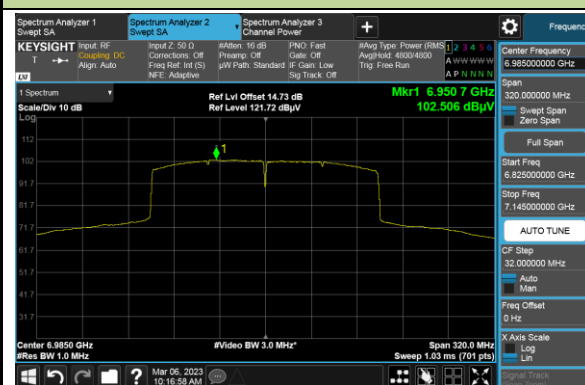 Spectrum Analyzer 1
Swept SA
Spectrum Analyzer 2
Swept SA
Spectrum Analyzer 3
Channel Power
+
Frequen
KEYSIGHT
T
LXI
Input: RF
Coupling: DC
Align: Auto
Input Z: 50 Ω
Corrections: Off
Freq Ref: Int (S)
NFE: Adaptive
#Atten: 16 dB
Preamp: Off
µW Path: Standard
PNO: Fast
Gate: Off
IF Gain: Low
Sig Track: Off
#Avg Type: Power (RMS
Avg|Hold: 4800/4800
Trig: Free Run
1 2 3 4 5 6
A W W W W W
A P N N N N
1 Spectrum
Scale/Div 10 dB
Log
Ref Lvl Offset 14.73 dB
Ref Level 121.72 dBµV
Mkr1 6.950 7 GHz
102.506 dBµV
1
112
102
91.7
81.7
71.7
61.7
51.7
41.7
31.7
Center 6.9850 GHz
#Res BW 1.0 MHz
#Video BW 3.0 MHz*
Span 320.0 MHz
Sweep 1.03 ms (701 pts)
Mar 06, 2023
10:16:58 AM
?
Center Frequency
6.985000000 GHz
Span
320.000000 MHz
Swept Span
Zero Span
Full Span
Start Freq
6.825000000 GHz
Stop Freq
7.145000000 GHz
AUTO TUNE
CF Step
32.000000 MHz
Auto
Man
Freq Offset
0 Hz
X Axis Scale
Log
Lin
Signal Track